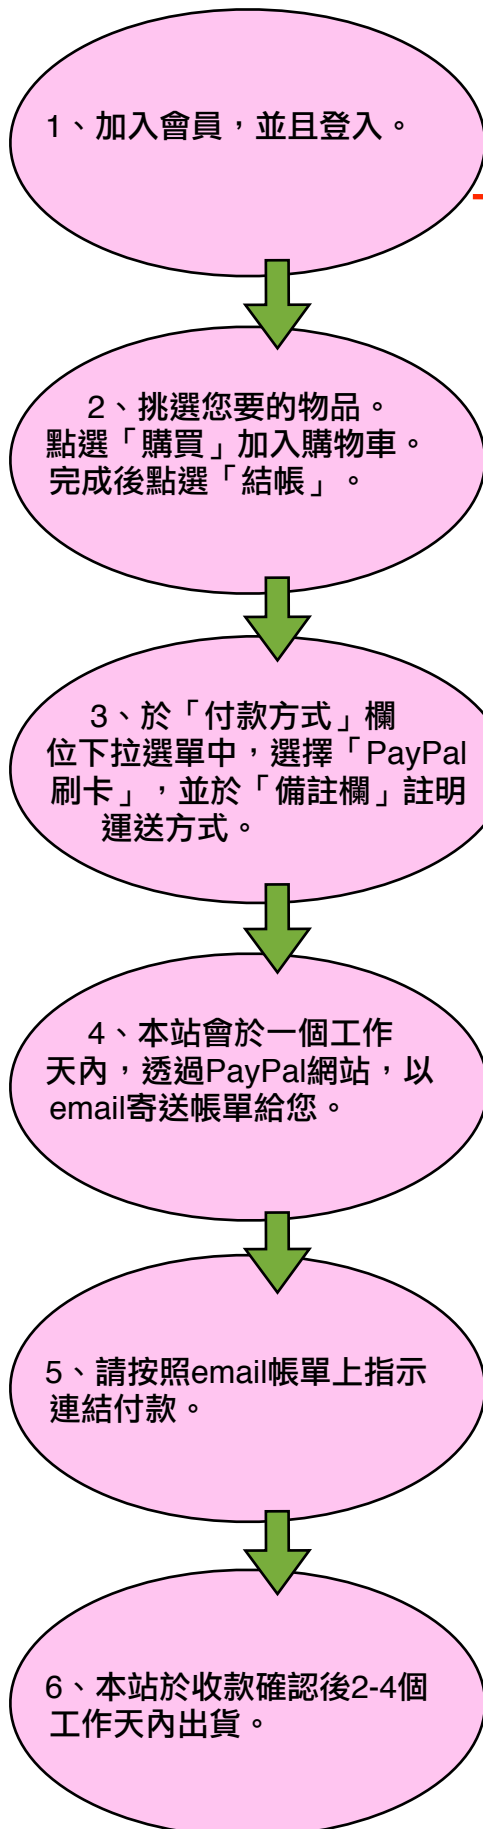 1、加入會員，並且登入。
2、挑選您要的物品。
點選「購買」加入購物車。
完成後點選「結帳」。
3、於「付款方式」欄
位下拉選單中，選擇「PayPal
刷卡」，並於「備註欄」註明
運送方式。
4、本站會於一個工作
天內，透過PayPal網站，以
email寄送帳單給您。
5、請按照email帳單上指示
連結付款。
6、本站於收款確認後2-4個
工作天內出貨。